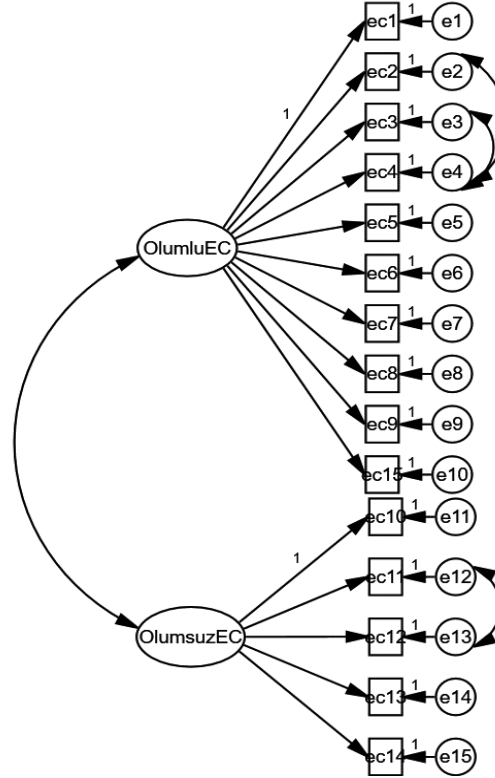 ec1 1 e1
ec2 1 e2
1
ec3 1 e3
ec4 1 e4
ec5 1 e5
OlumluEC
ec6 1 e6
ec7 1 e7
ec8 1 e8
ec9 1 e9
ec15 1 e10
ec10 1 e11
1
ec11 1 e12
OlumsuzEC
ec12 1 e13
ec13 1 e14
ec14 1 e15